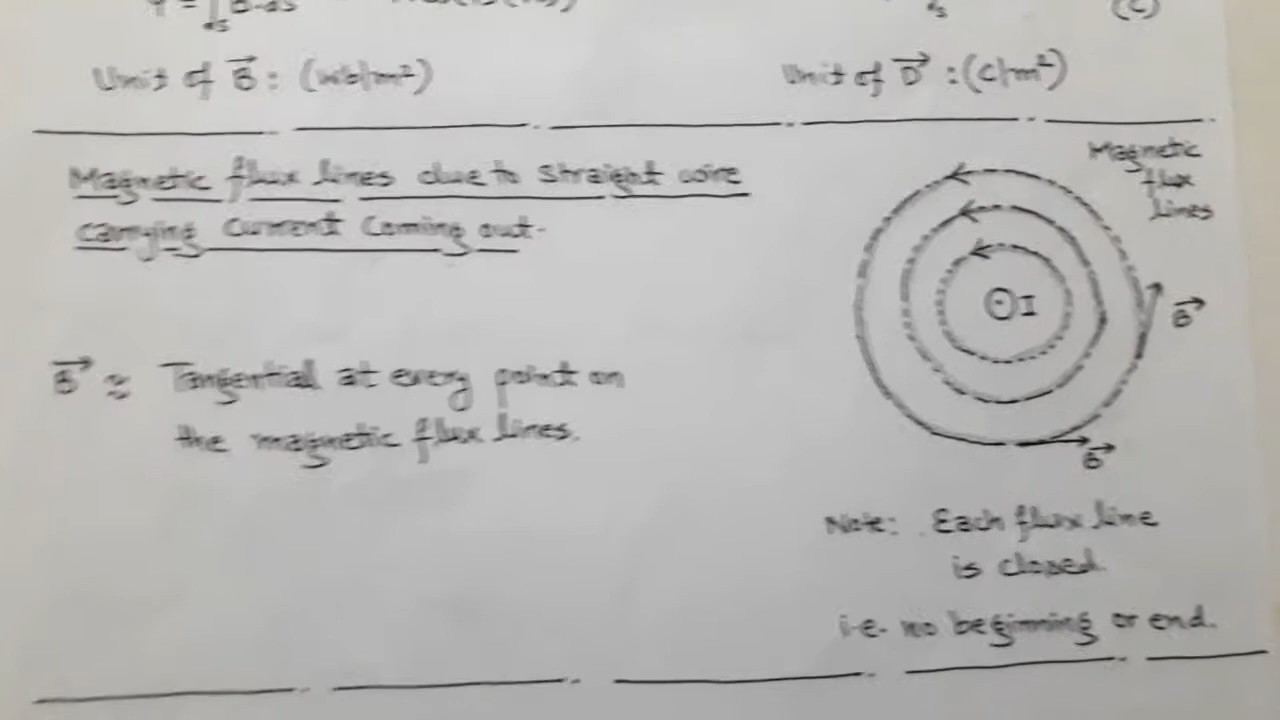 Unit of B⃗ : (wb/m²)
Unit of D⃗ : (C/m²)
Magnetic flux lines due to straight wire
carrying current coming out.
Magnetic
flux
lines
ΘI
B⃗
B⃗
B⃗ ≈ Tangential at every point on
the magnetic flux lines.
Note: Each flux line
is closed.
i.e. no beginning or end.